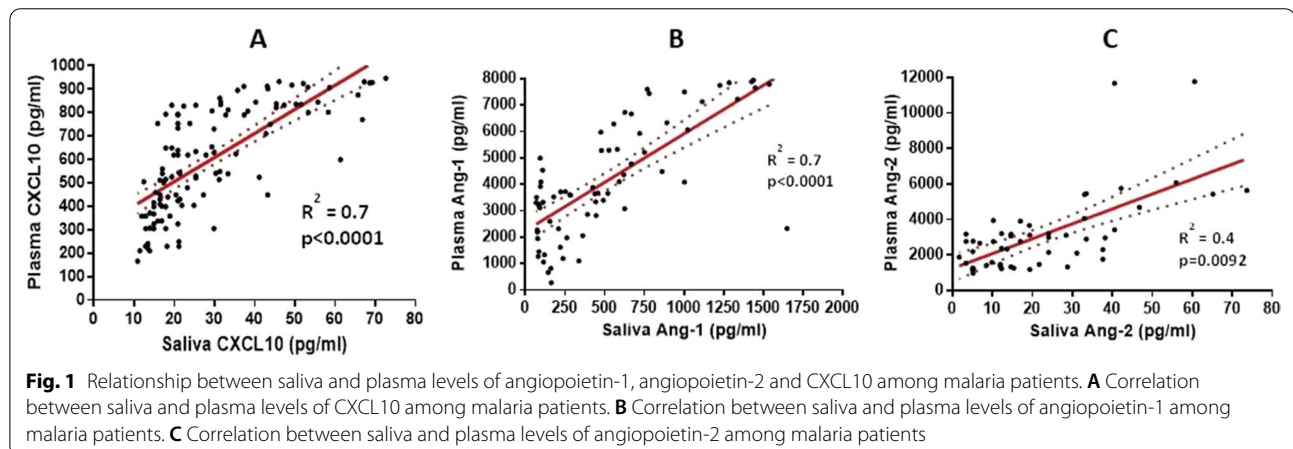 A
B
C
Plasma CXCL10 (pg/ml)
1000
900
800
700
600
500
400
300
200
100
0
R² = 0.7
p<0.0001
0 10 20 30 40 50 60 70 80
Saliva CXCL10 (pg/ml)
Plasma Ang-1 (pg/ml)
8000
7000
6000
5000
4000
3000
2000
1000
0
R² = 0.7
p<0.0001
0 250 500 750 1000 1250 1500 1750 2000
Saliva Ang-1 (pg/ml)
Plasma Ang-2 (pg/ml)
12000
10000
8000
6000
4000
2000
0
R² = 0.4
p=0.0092
0 10 20 30 40 50 60 70 80
Saliva Ang-2 (pg/ml)
Fig. 1 Relationship between saliva and plasma levels of angiopoietin-1, angiopoietin-2 and CXCL10 among malaria patients. A Correlation
between saliva and plasma levels of CXCL10 among malaria patients. B Correlation between saliva and plasma levels of angiopoietin-1 among
malaria patients. C Correlation between saliva and plasma levels of angiopoietin-2 among malaria patients